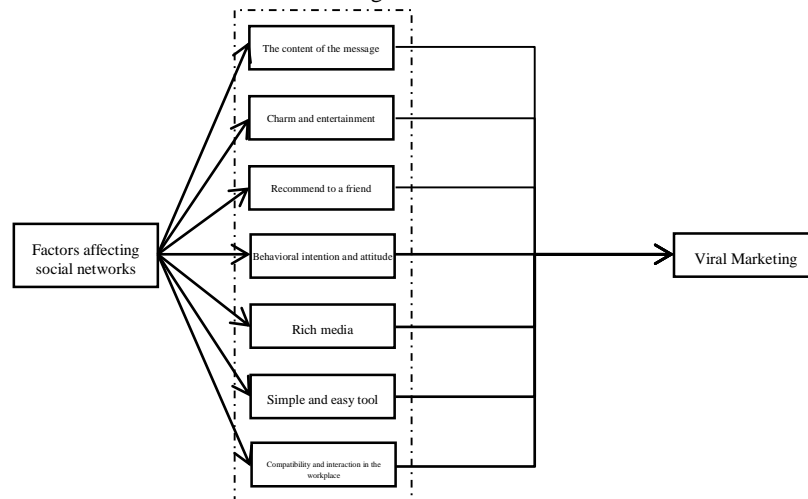 The content of the message
Charm and entertainment
Recommend to a friend
Factors affecting
social networks
Behavioral intention and attitude
Viral Marketing
Rich media
Simple and easy tool
Compatibility and interaction in the
workplace